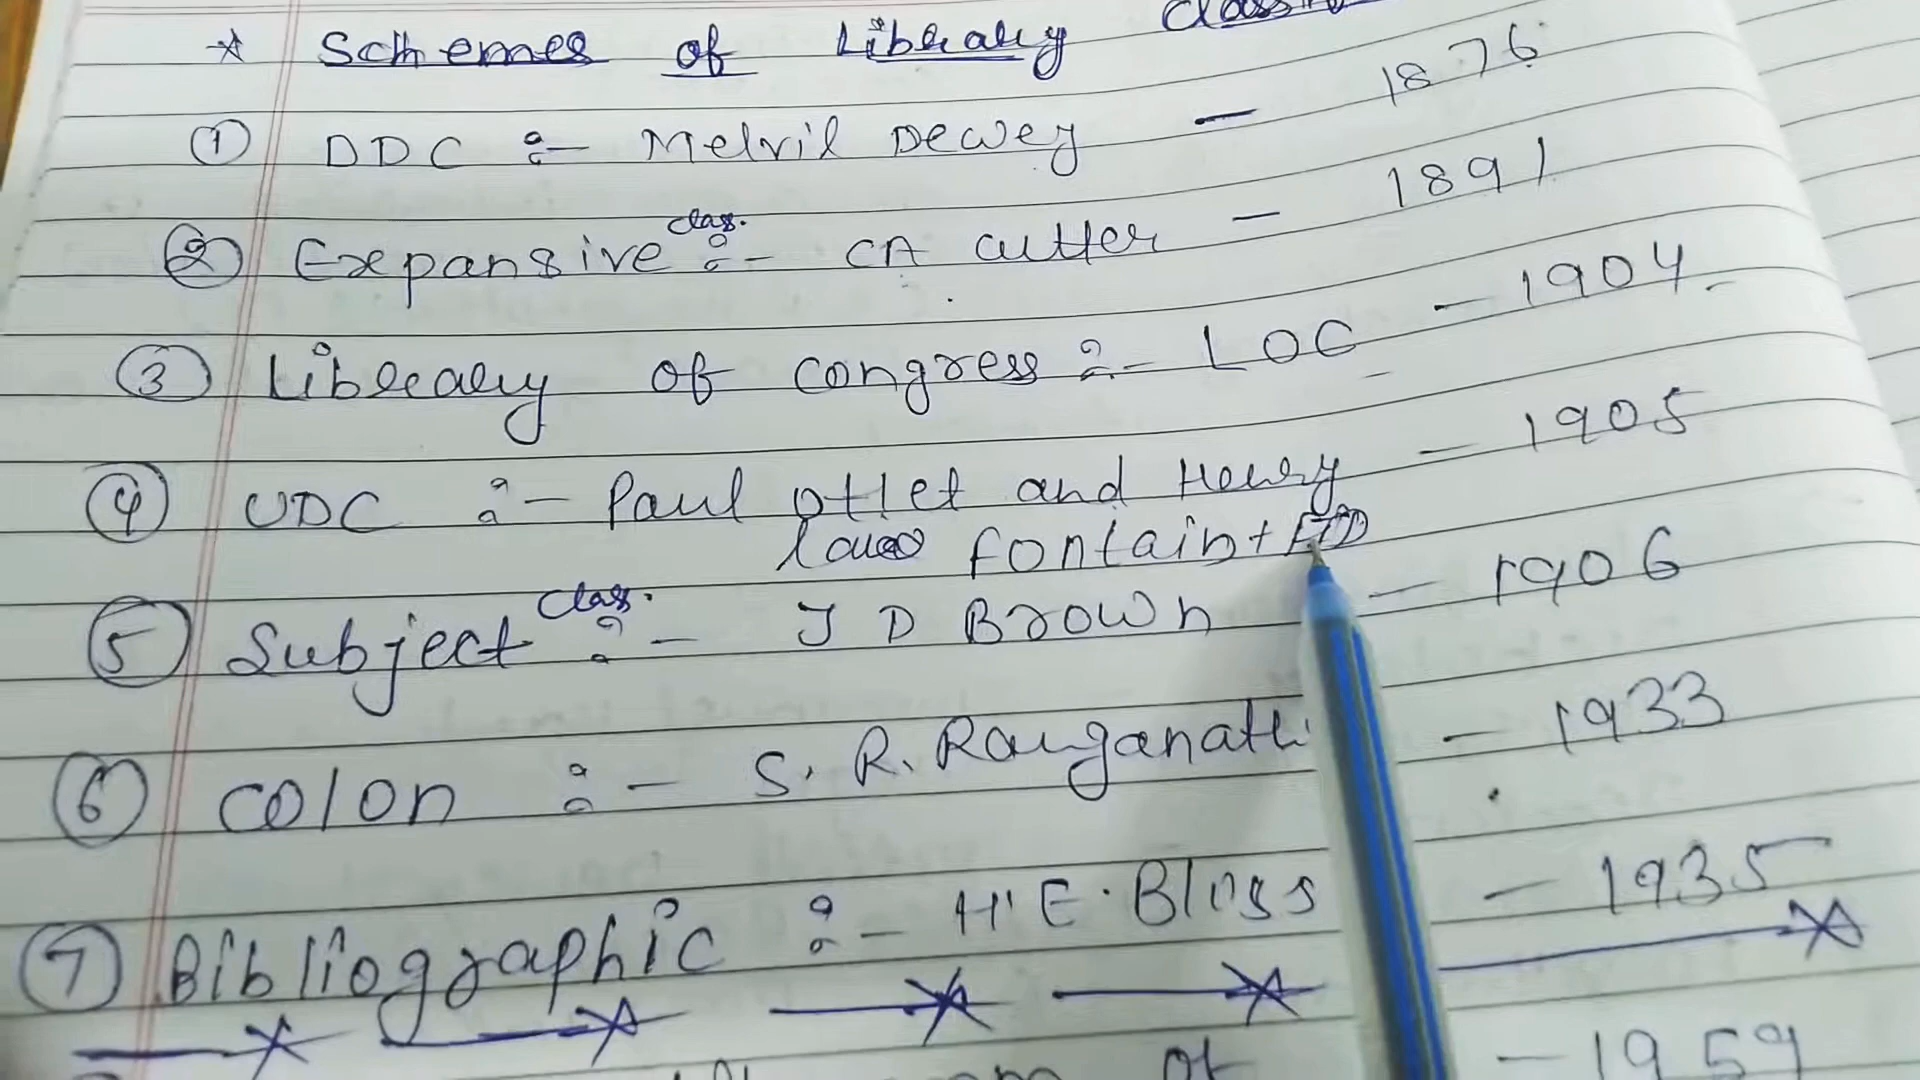 * Schemes of Library
① DDC :- Melvil Dewey - 1876
② Expansive class. :- CA Cutter - 1891
③ Library of Congress :- LOC - 1904
④ UDC :- Paul Otlet and Henry - 1905
fontain + FID
⑤ Subject class. :- J D Brown - 1906
⑥ Colon :- S. R. Ranganath - 1933
⑦ Bibliographic :- H.E. Bliss - 1935
of - 1959